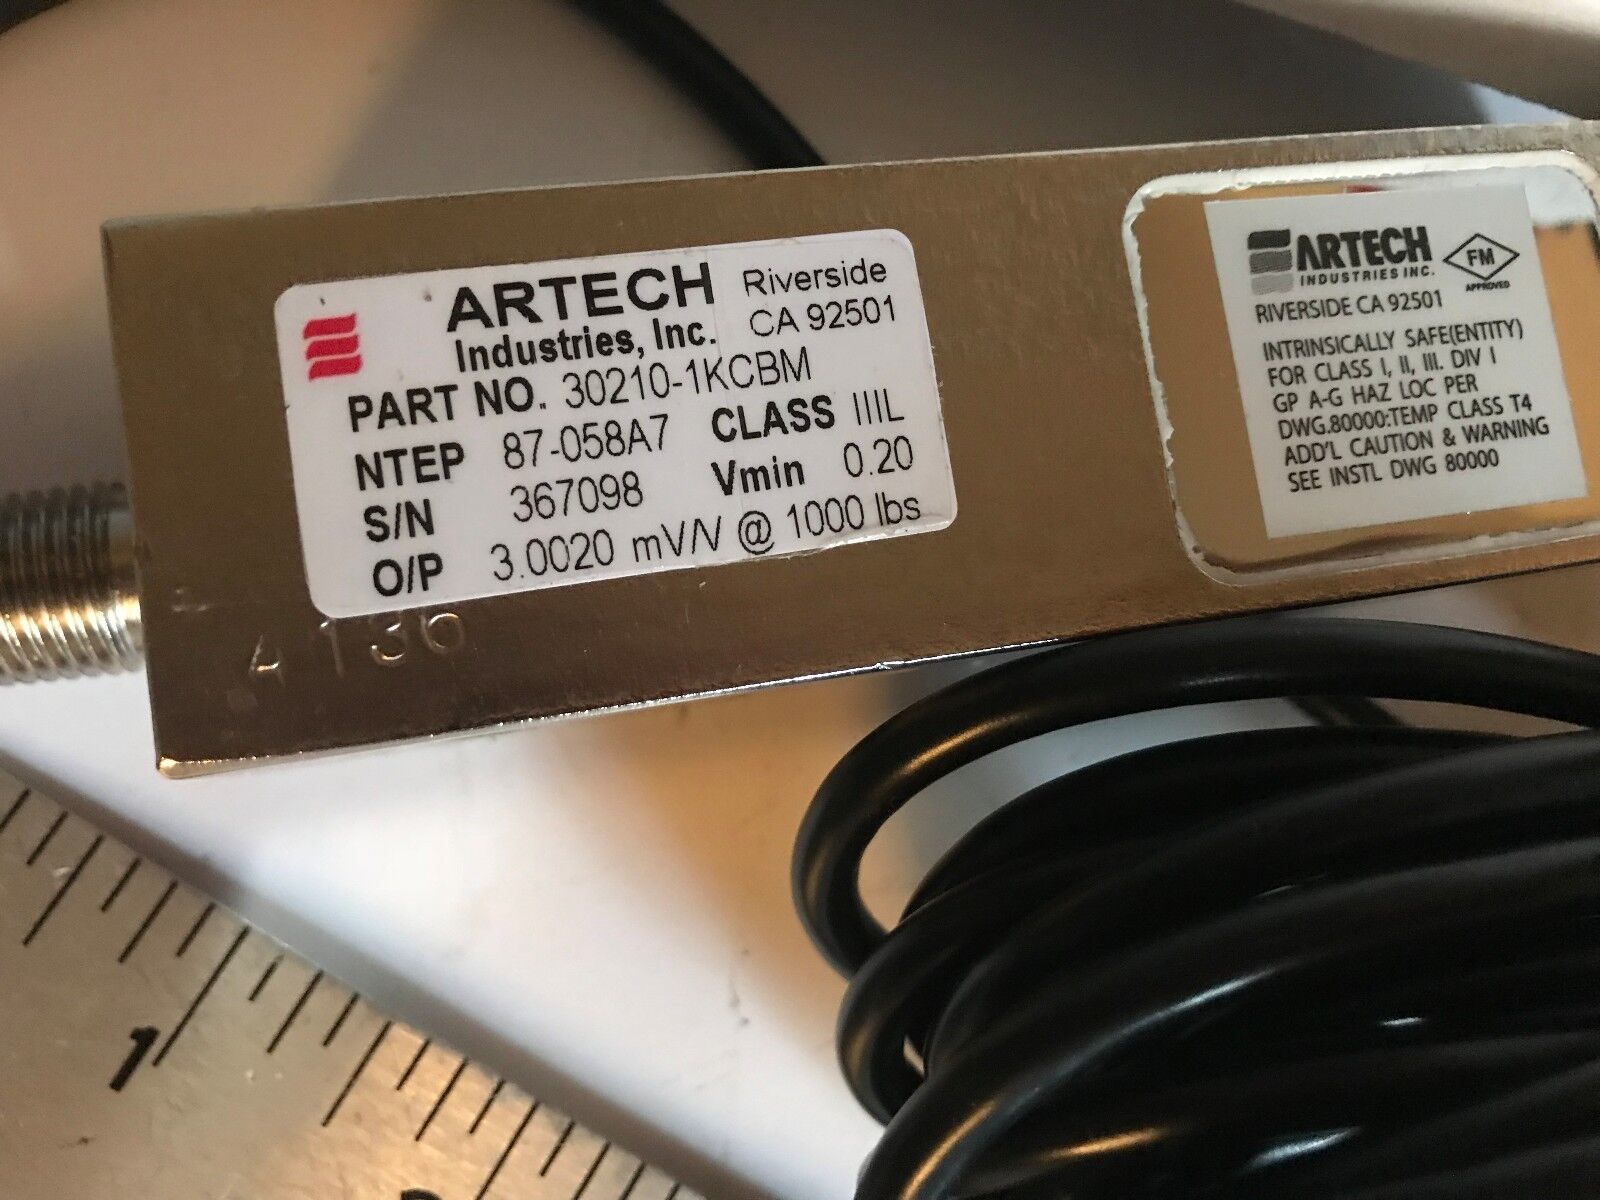 ARTECH Riverside
Industries, Inc. CA 92501
PART NO. 30210-1KCBM
NTEP 87-058A7 CLASS IIIL
S/N 367098 Vmin 0.20
O/P 3.0020 mV/V @ 1000 lbs
A136
ARTECH
INDUSTRIES INC.
FM
APPROVED
RIVERSIDE CA 92501
INTRINSICALLY SAFE(ENTITY)
FOR CLASS I, II, III. DIV I
GP A-G HAZ LOC PER
DWG.80000:TEMP CLASS T4
ADD'L CAUTION & WARNING
SEE INSTL DWG 80000
1